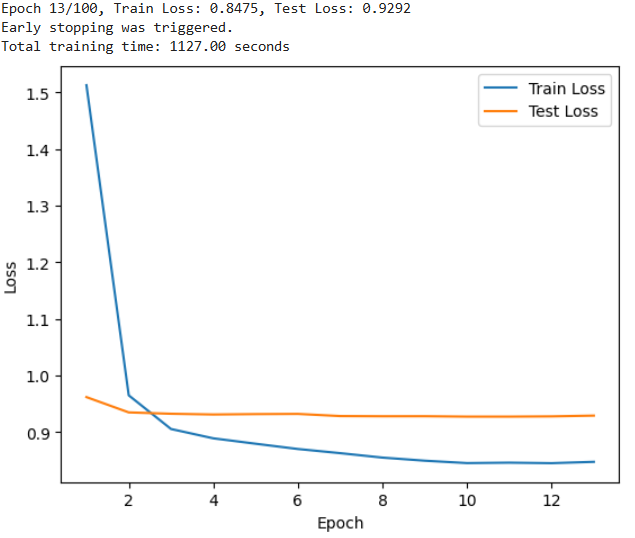 Epoch 13/100, Train Loss: 0.8475, Test Loss: 0.9292
Early stopping was triggered.
Total training time: 1127.00 seconds
Train Loss
Test Loss
1.5
1.4
1.3
1.2
1.1
1.0
0.9
Loss
2 4 6 8 10 12
Epoch